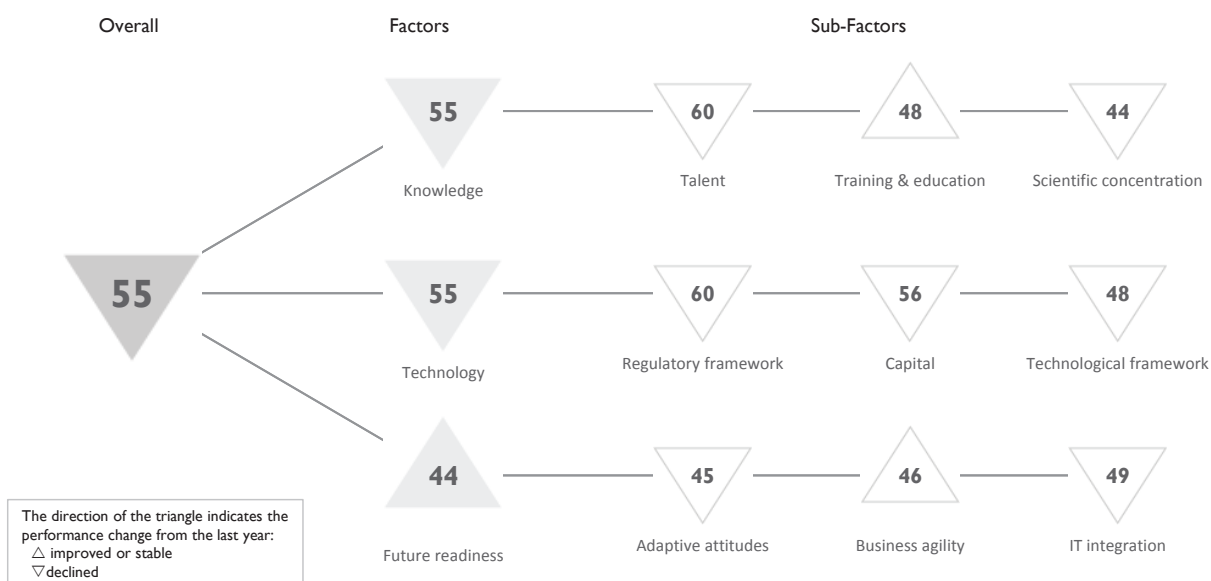 Overall Factors Sub-Factors
55 60 48 44
Knowledge Talent Training & education Scientific concentration
55
55 60 56 48
Technology Regulatory framework Capital Technological framework
44 45 46 49
Future readiness Adaptive attitudes Business agility IT integration
The direction of the triangle indicates the
performance change from the last year:
△ improved or stable
▽declined